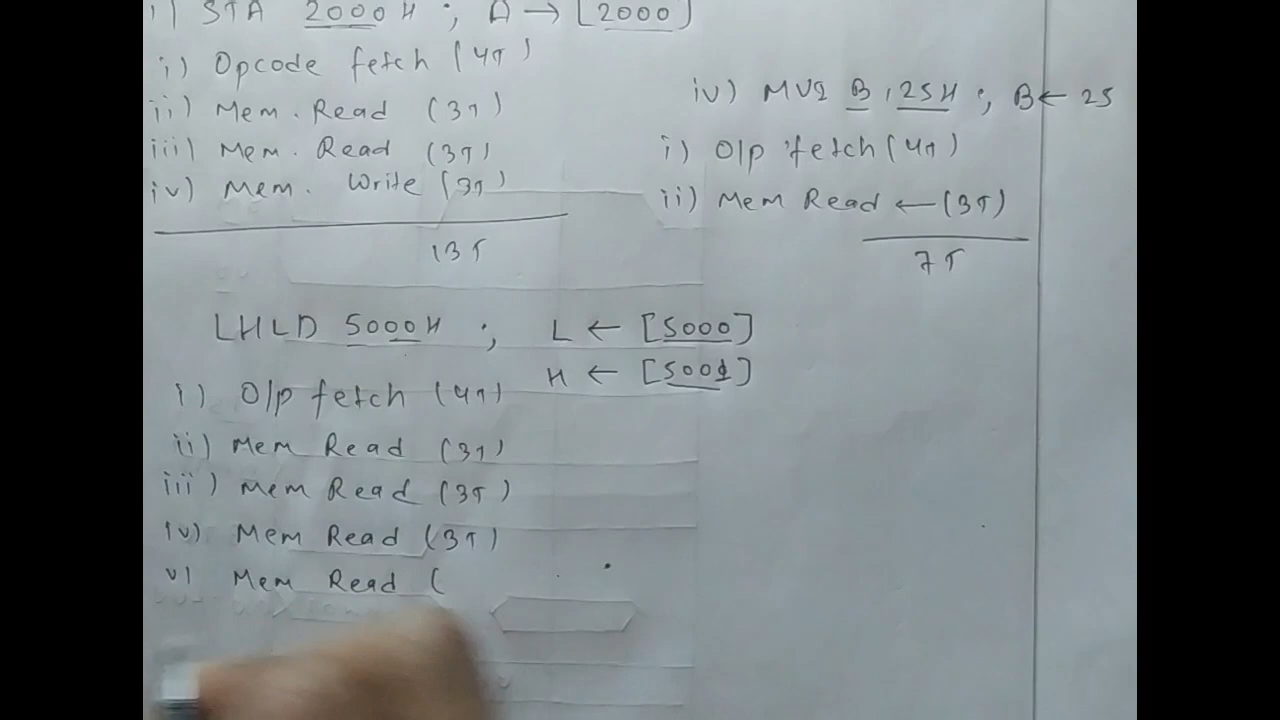 i) STA 2000H ; A → [2000]
i) Opcode fetch (4T)
ii) Mem. Read (3T)
iii) Mem. Read (3T)
iv) Mem. Write (3T)
13T
iv) MVI B, 25H ; B ← 25
i) O/p fetch (4T)
ii) Mem Read ← (3T)
7T
LHLD 5000H ; L ← [5000]
H ← [5001]
i) O/p fetch (4T)
ii) Mem Read (3T)
iii) Mem Read (3T)
iv) Mem Read (3T)
v) Mem Read (